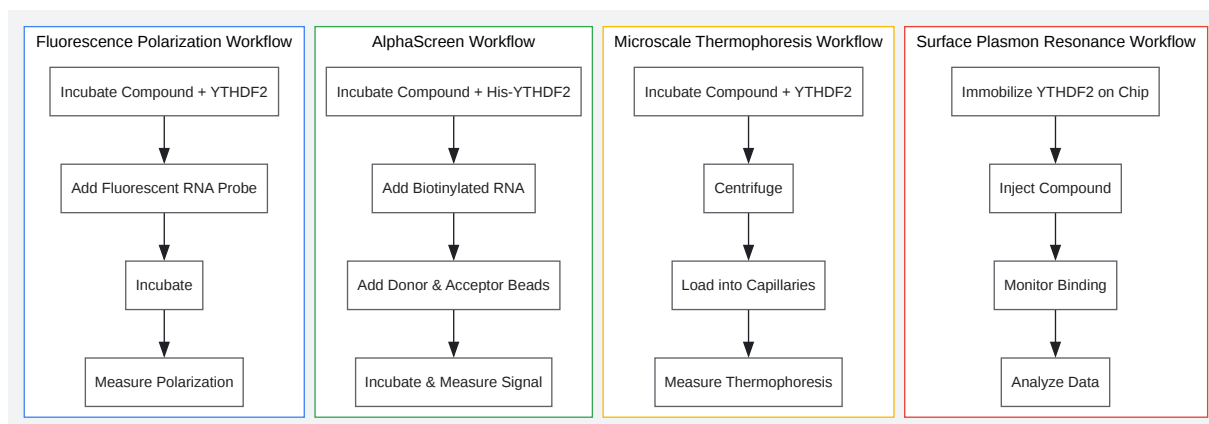 Fluorescence Polarization Workflow
Incubate Compound + YTHDF2
Add Fluorescent RNA Probe
Incubate
Measure Polarization
AlphaScreen Workflow
Incubate Compound + His-YTHDF2
Add Biotinylated RNA
Add Donor & Acceptor Beads
Incubate & Measure Signal
Microscale Thermophoresis Workflow
Incubate Compound + YTHDF2
Centrifuge
Load into Capillaries
Measure Thermophoresis
Surface Plasmon Resonance Workflow
Immobilize YTHDF2 on Chip
Inject Compound
Monitor Binding
Analyze Data